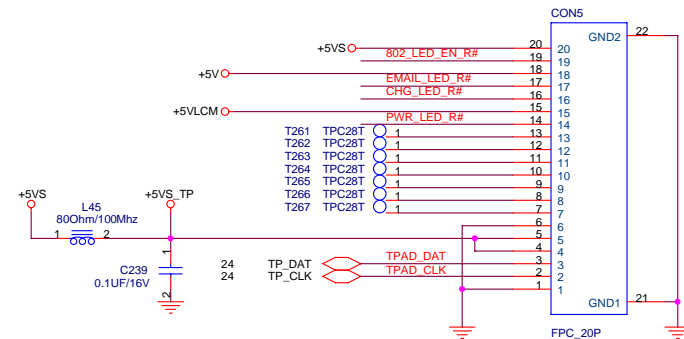 CON5
GND2 22
+5VS 20 20
802_LED_EN_R# 19 19
+5V 18 18
EMAIL_LED_R# 17 17
CHG_LED_R# 16 16
+5VLCM 15 15
PWR_LED_R# 14 14
T261 TPC28T 1 13 13
T262 TPC28T 1 12 12
T263 TPC28T 1 11 11
T264 TPC28T 1 10 10
T265 TPC28T 1 9 9
T266 TPC28T 1 8 8
T267 TPC28T 1 7 7
+5VS +5VS_TP 6 6
L45
80Ohm/100Mhz
1 2 5 5
4 4
1
24 TP_DAT TPAD_DAT 3 3
C239 24 TP_CLK TPAD_CLK 2 2
0.1UF/16V
2 1 1
GND1 21
FPC_20P